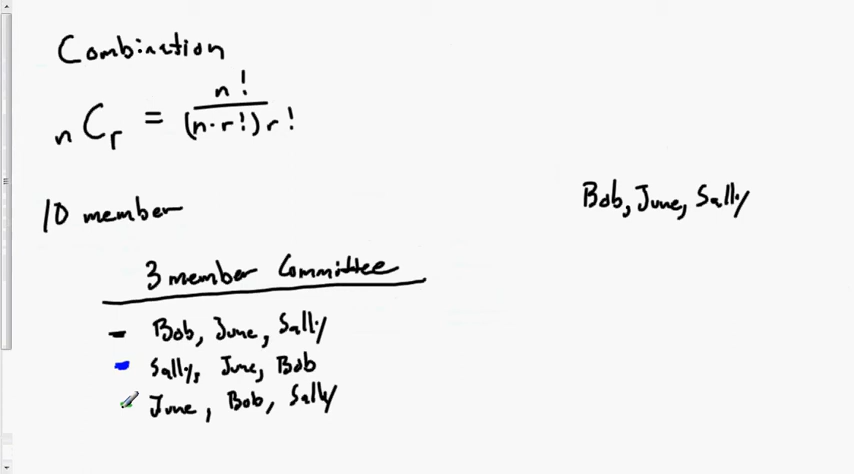 Combination
nCr = n! / (n-r!)r!
10 member
Bob, June, Sally
3 member Committee
- Bob, June, Sally
- Sally, June, Bob
June, Bob, Sally